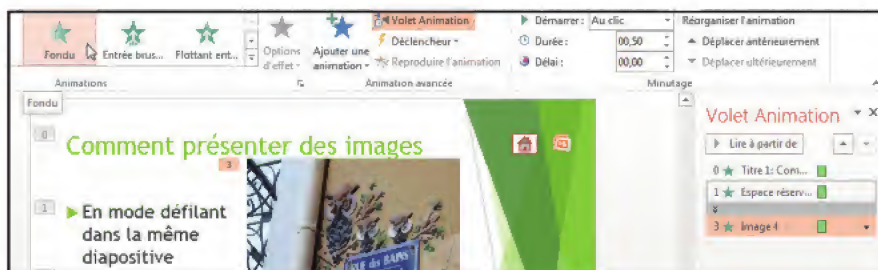 Volet Animation
Démarrer : Au clic
Réorganiser l'animation
Fondu
Entrée brus...
Flottant ent...
Options d'effet
Ajouter une animation
Déclencheur
Durée : 00,50
Déplacer antérieurement
Reproduire l'animation
Délai : 00,00
Déplacer ultérieurement
Animations
Animation avancée
Minutage
Fondu
0
Comment présenter des images
3
1
En mode défilant
dans la même
diapositive
RUE des BAINS
Volet Animation
Lire à partir de
0 Titre 1: Com...
1 Espace réserv...
3 Image 4